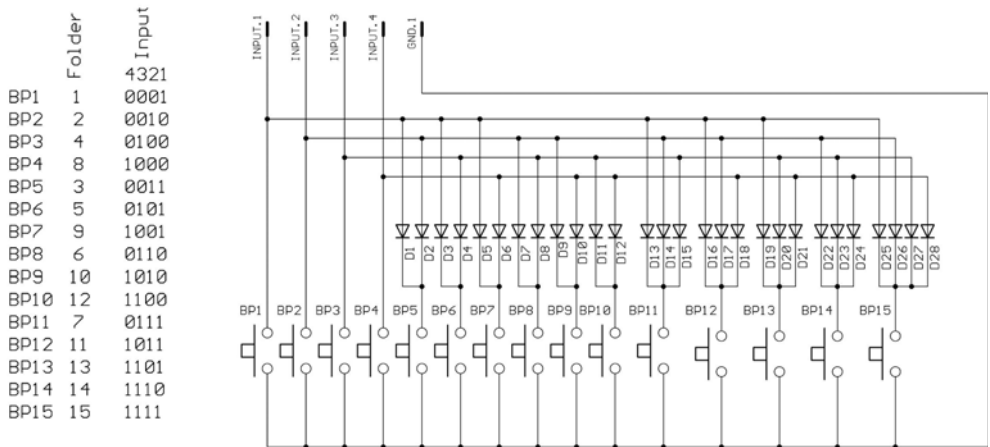 Folder Input
4321
BP1 1 0001
BP2 2 0010
BP3 4 0100
BP4 8 1000
BP5 3 0011
BP6 5 0101
BP7 9 1001
BP8 6 0110
BP9 10 1010
BP10 12 1100
BP11 7 0111
BP12 11 1011
BP13 13 1101
BP14 14 1110
BP15 15 1111
INPUT.1 INPUT.2 INPUT.3 INPUT.4 GND.1
D1 D2 D3 D4 D5 D6 D7 D8 D9 D10 D11 D12 D13 D14 D15 D16 D17 D18 D19 D20 D21 D22 D23 D24 D25 D26 D27 D28
BP1 BP2 BP3 BP4 BP5 BP6 BP7 BP8 BP9 BP10 BP11 BP12 BP13 BP14 BP15